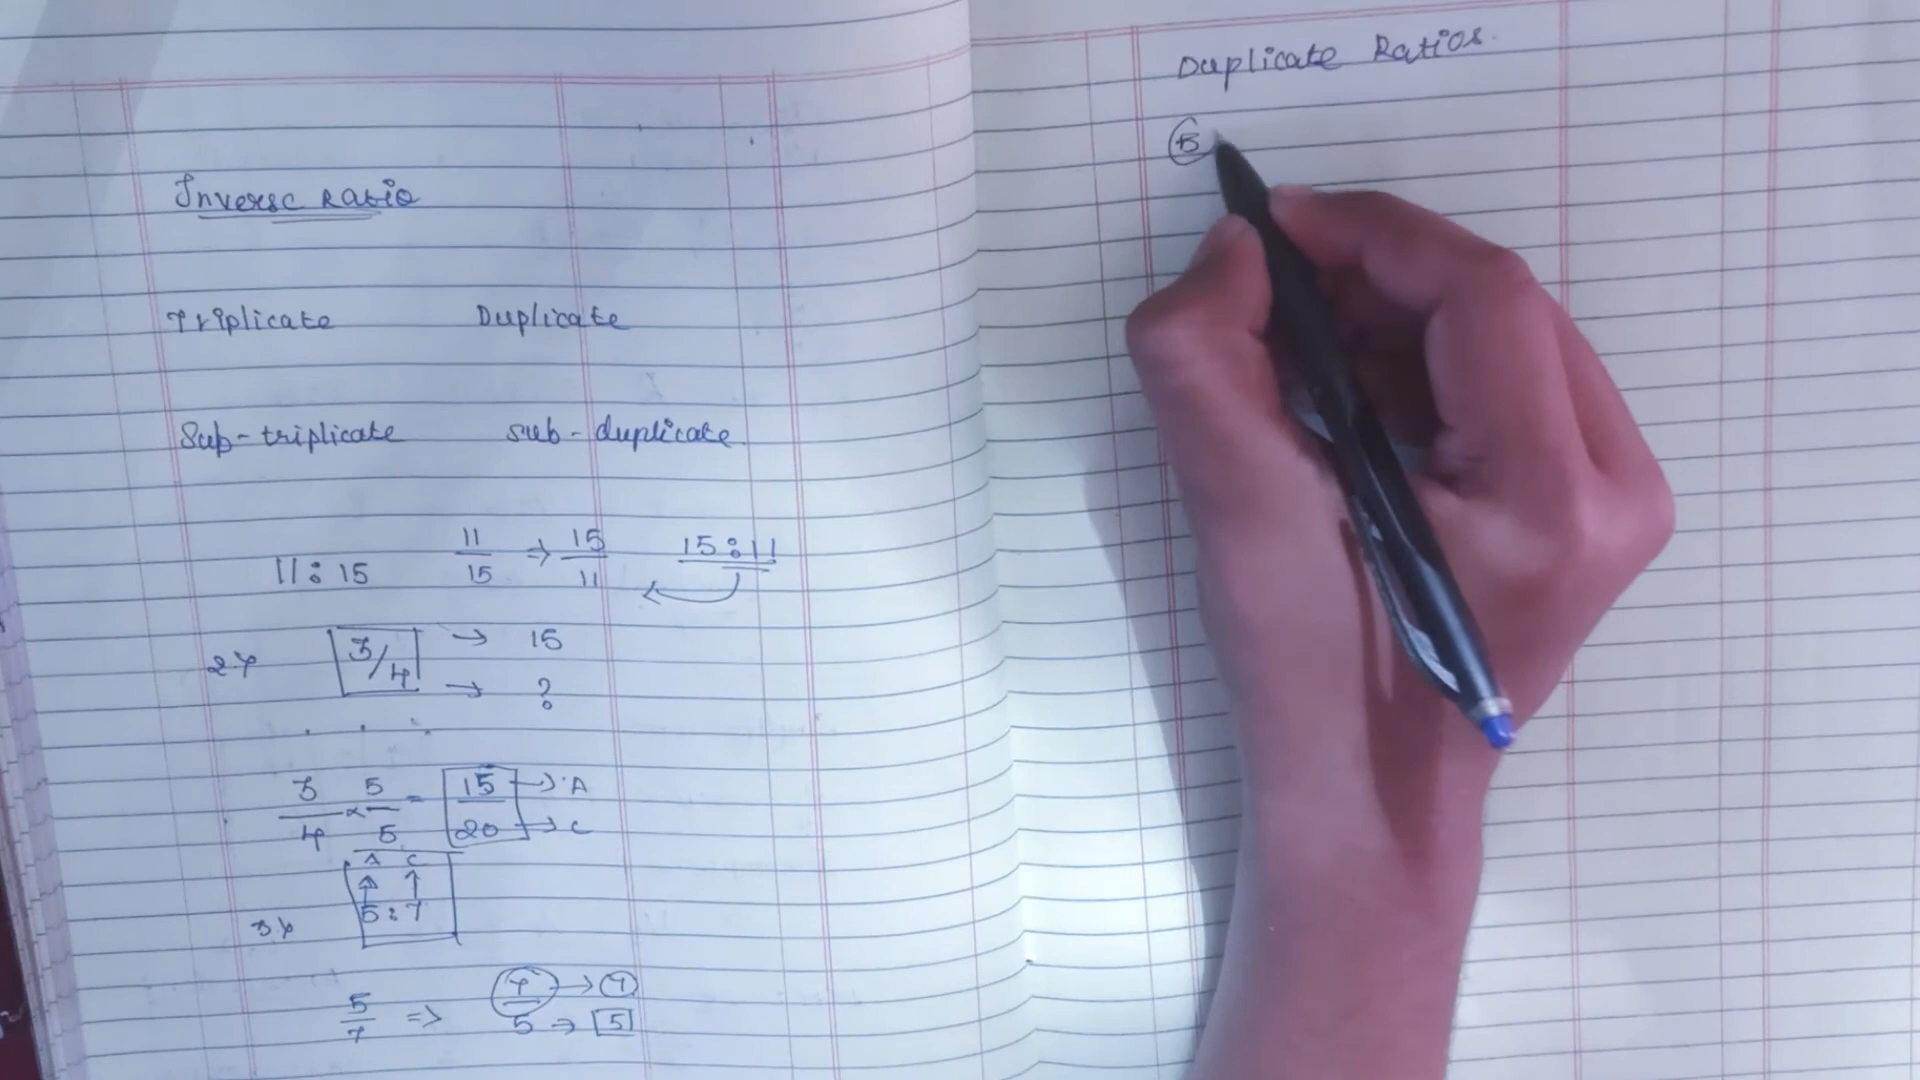 Inverse Ratio
Triplicate Duplicate
Sub-triplicate sub-duplicate.
11:15 11/15 ⇒ 15/11 15:11
2) 3/4 → 15
→ ?
3/4 × 5/5 = 15/20 → A → C
A C
↑ ↑
3) 5:7
5/7 ⇒ 7/5 → 7 → 5
Duplicate Ratios.
B